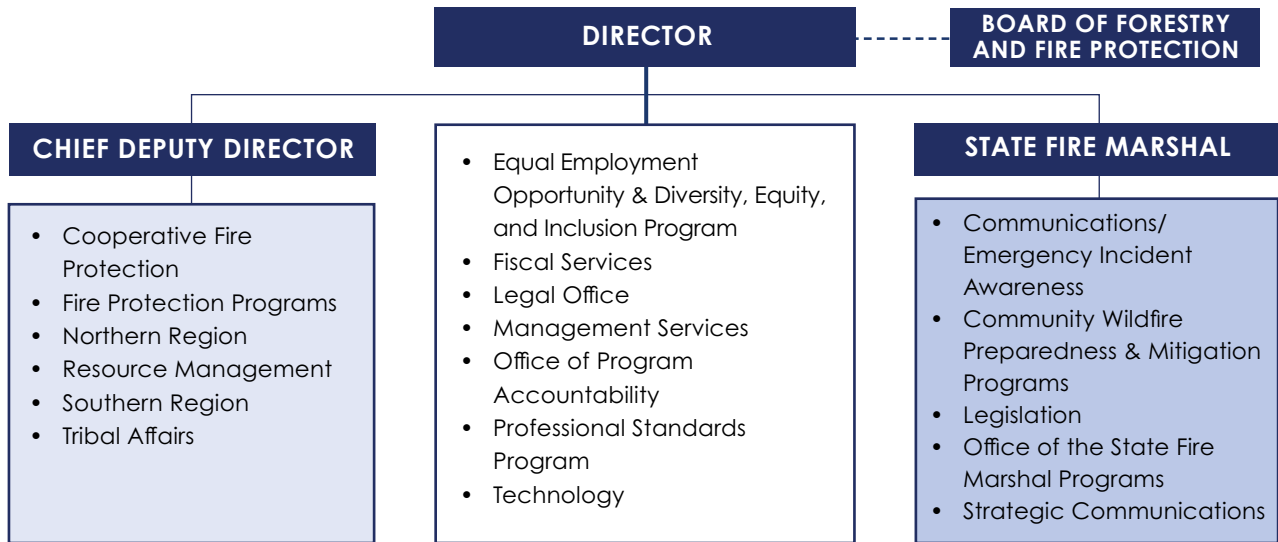 DIRECTOR
BOARD OF FORESTRY
AND FIRE PROTECTION
CHIEF DEPUTY DIRECTOR
• Cooperative Fire
Protection
• Fire Protection Programs
• Northern Region
• Resource Management
• Southern Region
• Tribal Affairs
• Equal Employment
Opportunity & Diversity, Equity,
and Inclusion Program
• Fiscal Services
• Legal Office
• Management Services
• Office of Program
Accountability
• Professional Standards
Program
• Technology
STATE FIRE MARSHAL
• Communications/
Emergency Incident
Awareness
• Community Wildfire
Preparedness & Mitigation
Programs
• Legislation
• Office of the State Fire
Marshal Programs
• Strategic Communications